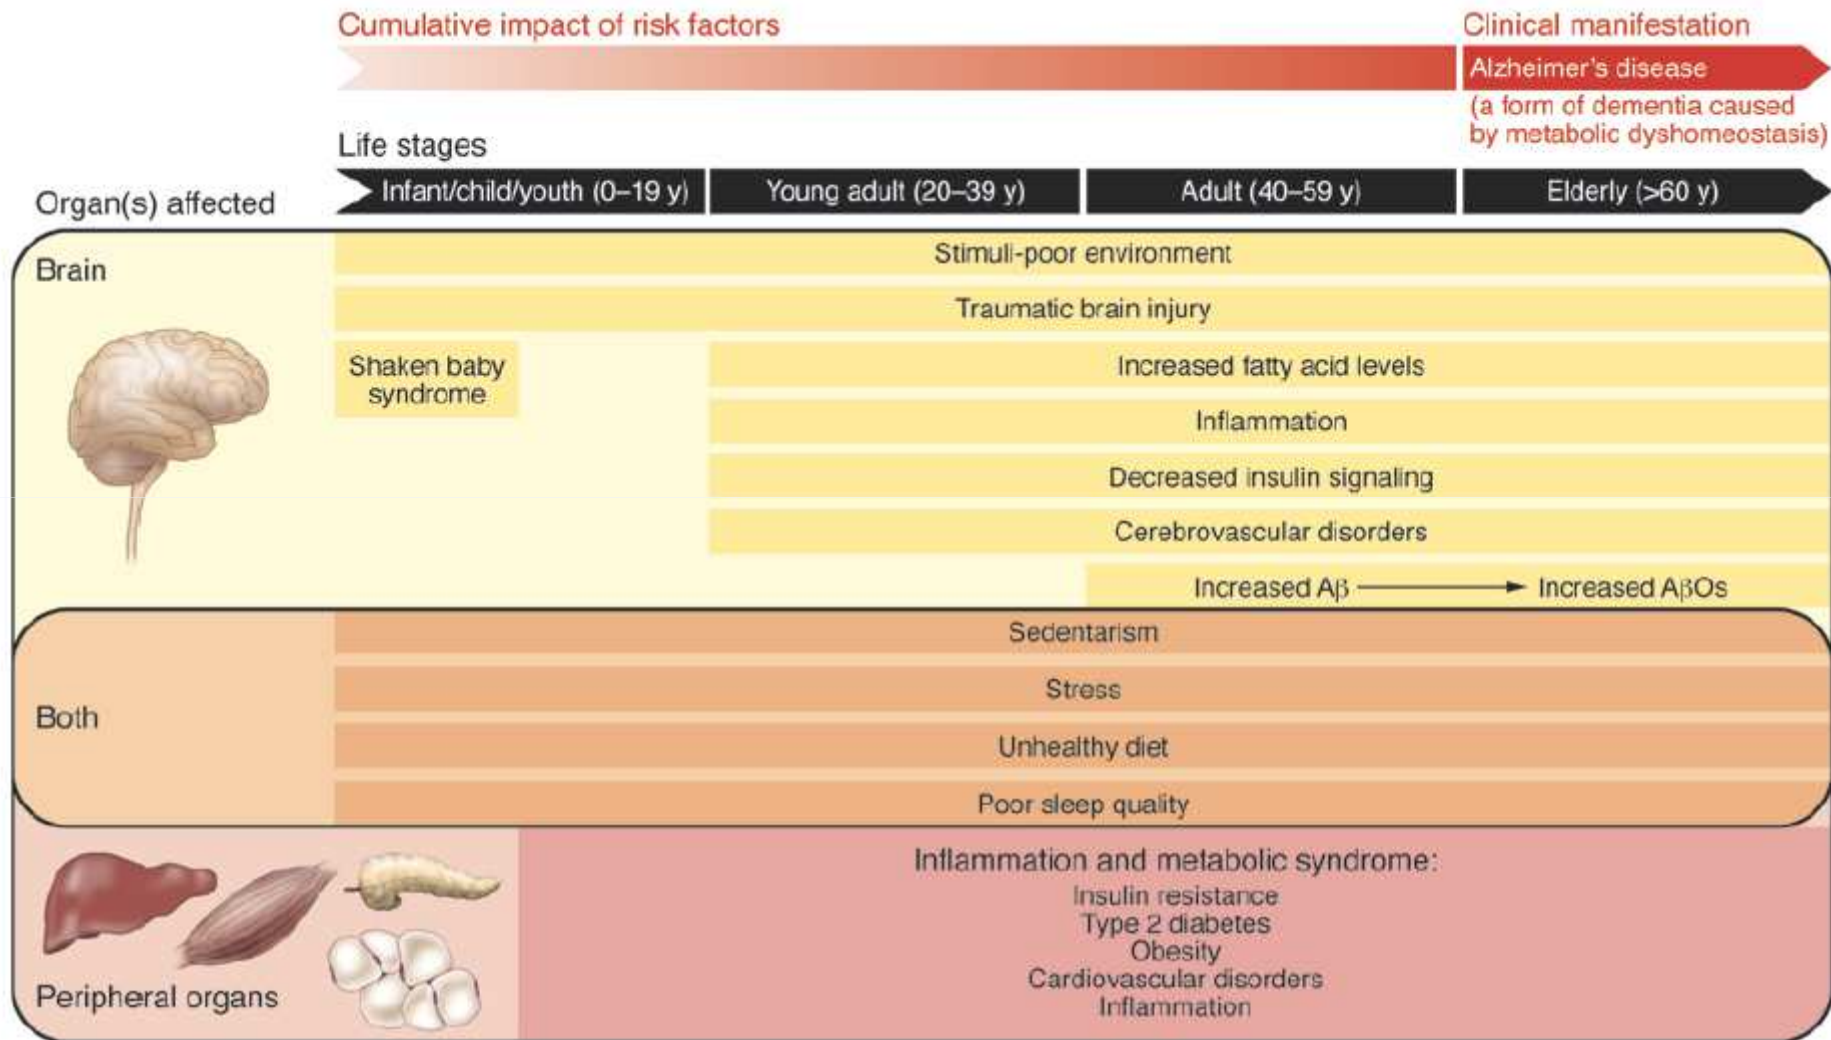 Cumulative impact of risk factors
Clinical manifestation
Alzheimer's disease
(a form of dementia caused
by metabolic dyshomeostasis)
Life stages
Organ(s) affected
Infant/child/youth (0–19 y)
Young adult (20–39 y)
Adult (40–59 y)
Elderly (>60 y)
Brain
Stimuli-poor environment
Traumatic brain injury
Shaken baby
syndrome
Increased fatty acid levels
Inflammation
Decreased insulin signaling
Cerebrovascular disorders
Increased Aβ → Increased AβOs
Both
Sedentarism
Stress
Unhealthy diet
Poor sleep quality
Peripheral organs
Inflammation and metabolic syndrome:
Insulin resistance
Type 2 diabetes
Obesity
Cardiovascular disorders
Inflammation